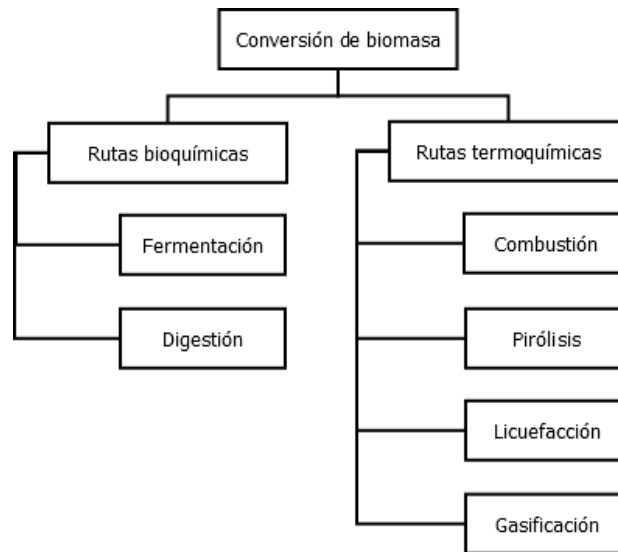 Conversión de biomasa
Rutas bioquímicas
Fermentación
Digestión
Rutas termoquímicas
Combustión
Pirólisis
Licuefacción
Gasificación